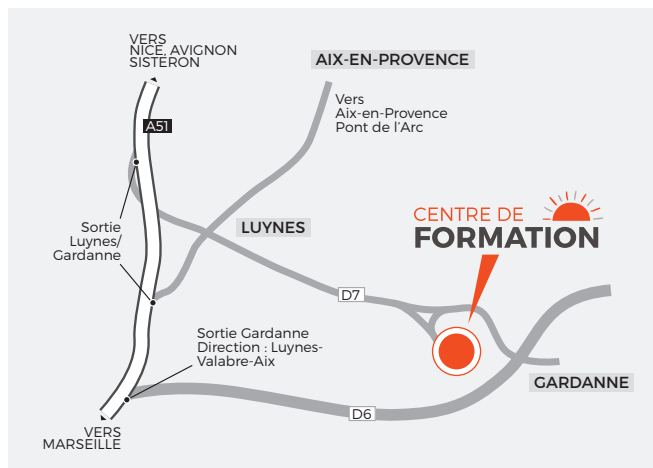 VERS
NICE, AVIGNON
SISTERON
AIX-EN-PROVENCE
Vers
Aix-en-Provence
Pont de l'Arc
A51
CENTRE DE
FORMATION
Sortie
Luynes/
Gardanne
LUYNES
D7
Sortie Gardanne
Direction : Luynes-
Valabre-Aix
GARDANNE
D6
VERS
MARSEILLE